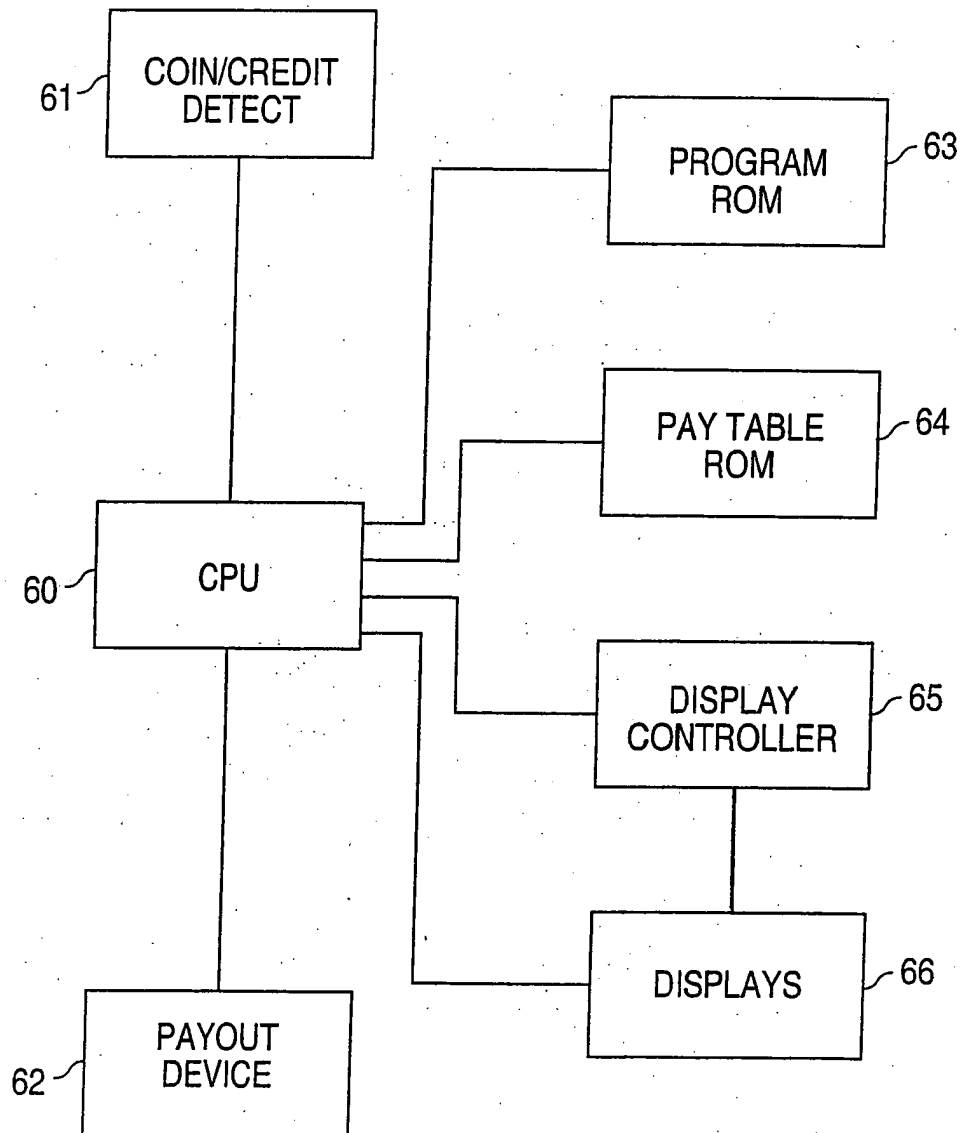 COIN/CREDIT
DETECT
61
PROGRAM
ROM
63
PAY TABLE
ROM
64
CPU
60
DISPLAY
CONTROLLER
65
DISPLAYS
66
PAYOUT
DEVICE
62